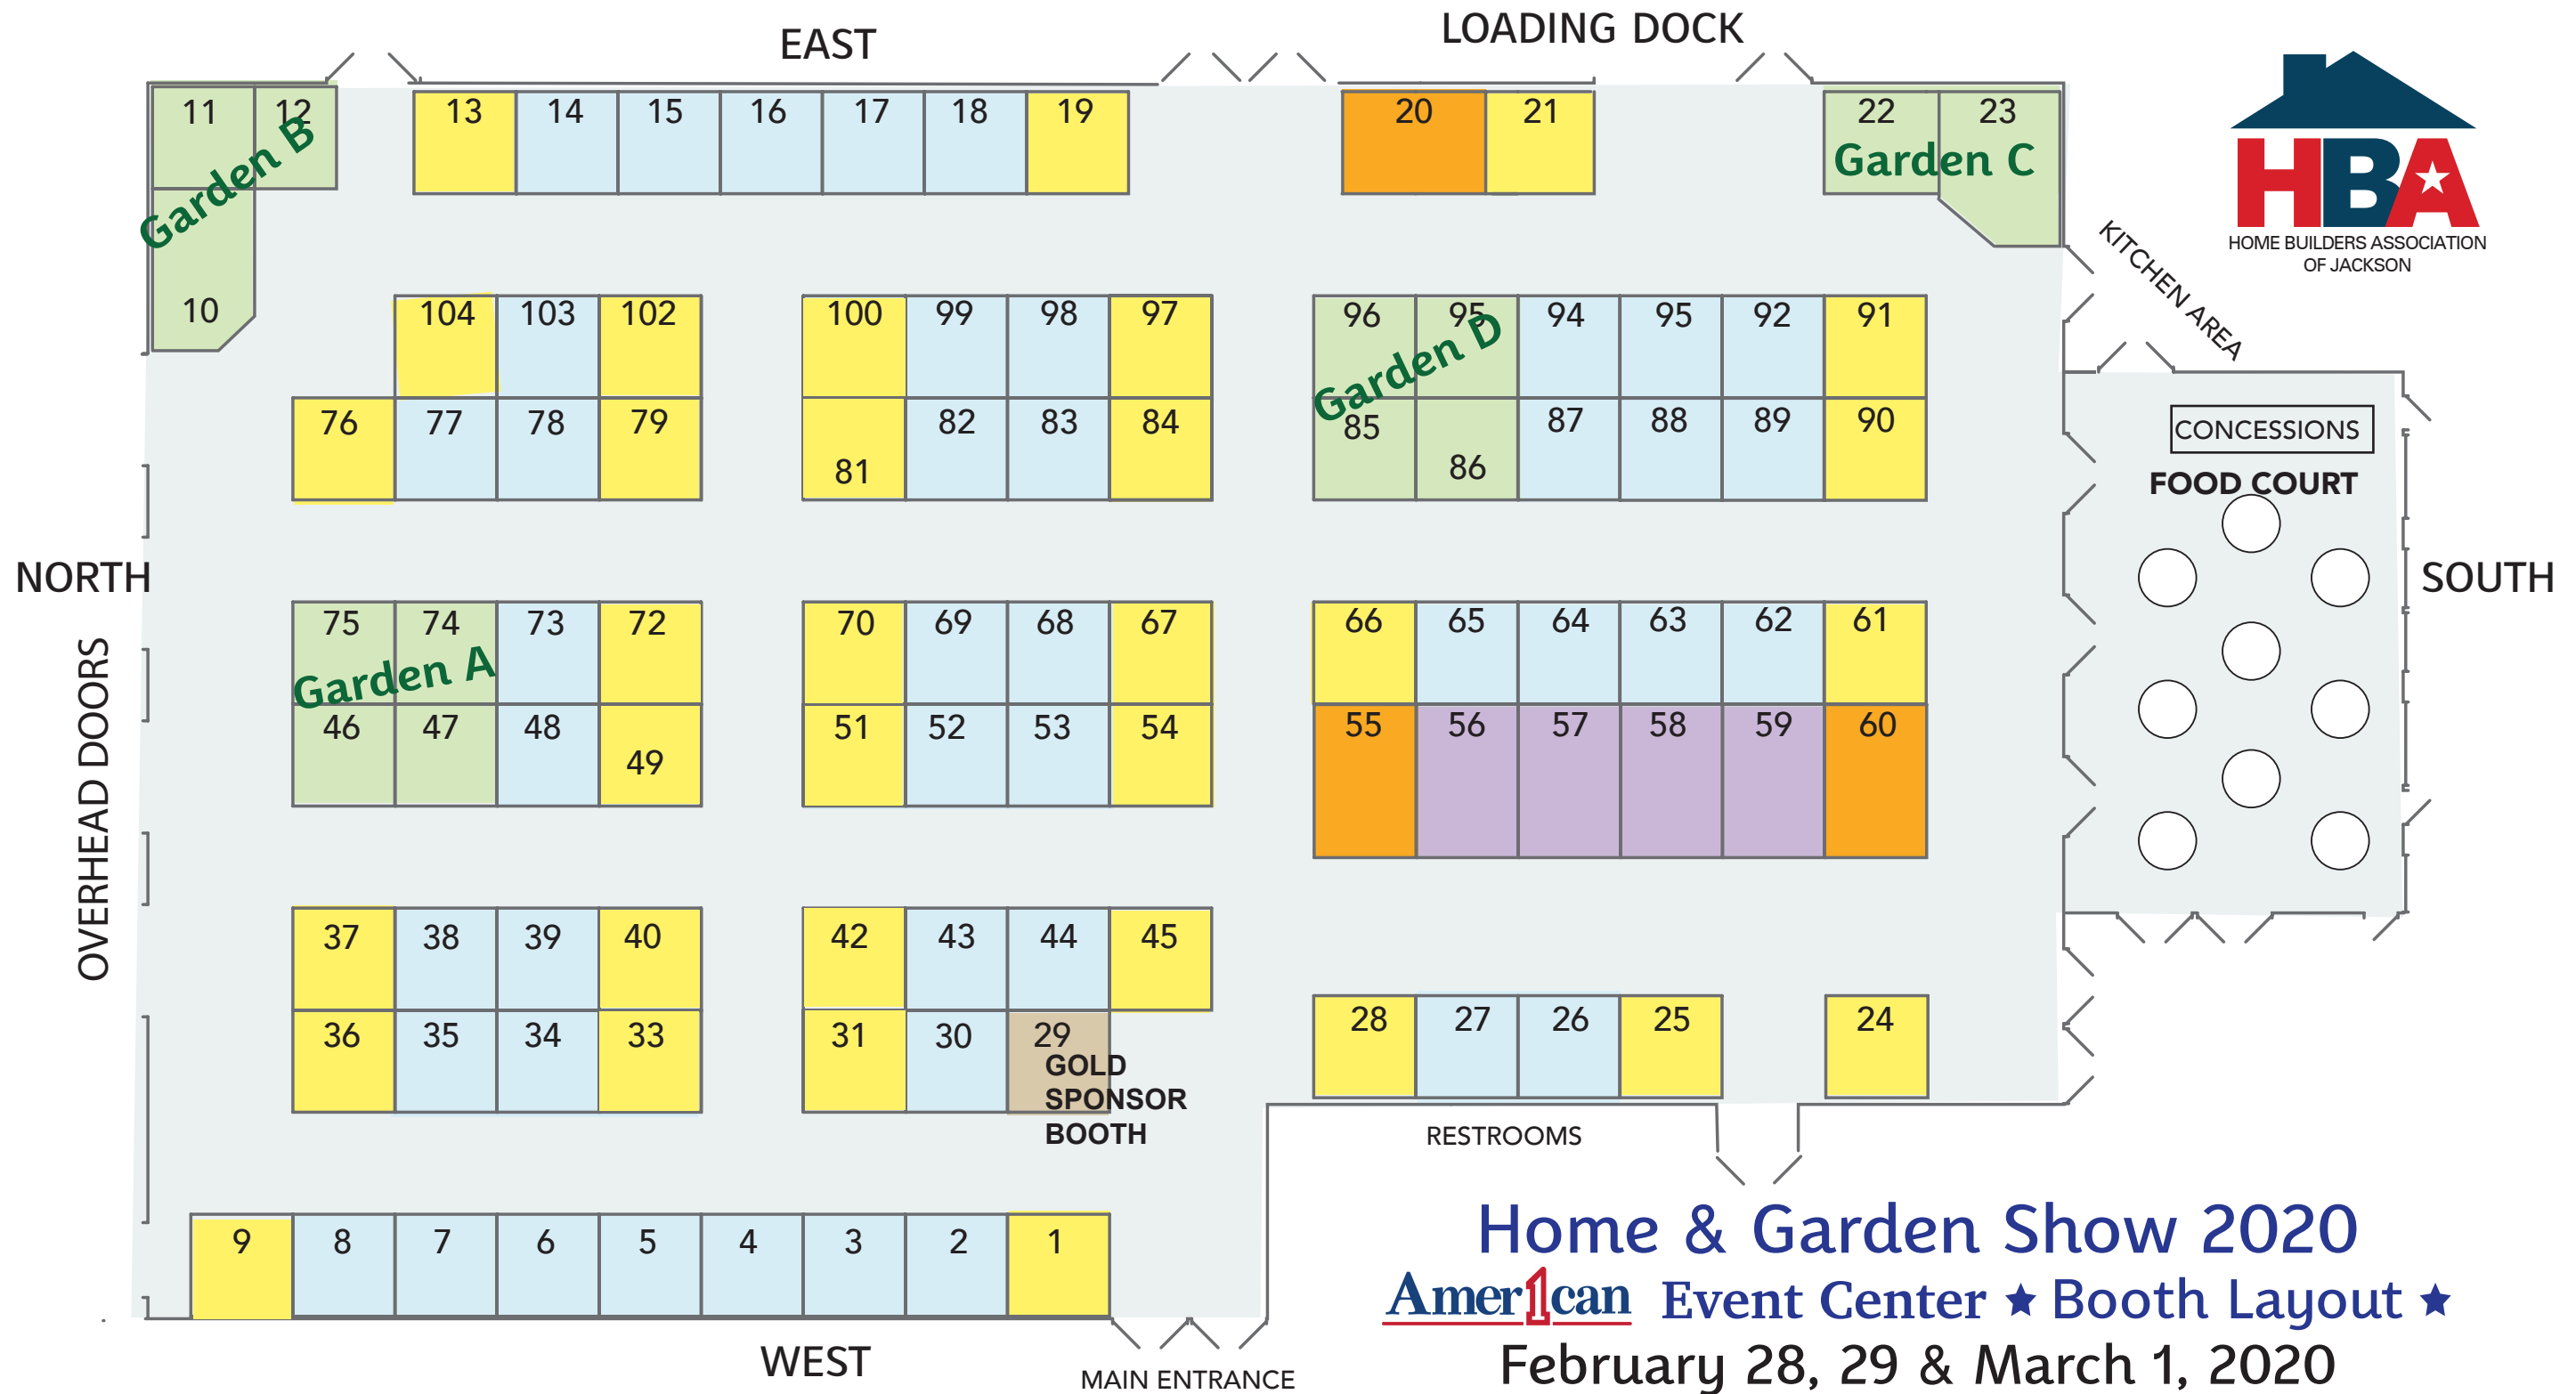 EAST
LOADING DOCK
11 12 13 14 15 16 17 18 19 20 21 22 23
Garden B
Garden C
HBA
HOME BUILDERS ASSOCIATION
OF JACKSON
KITCHEN AREA
10
104 103 102 100 99 98 97 96 95 94 95 92 91
Garden D
76 77 78 79 81 82 83 84 85 86 87 88 89 90
CONCESSIONS
FOOD COURT
NORTH
SOUTH
OVERHEAD DOORS
75 74 73 72 70 69 68 67 66 65 64 63 62 61
Garden A
46 47 48 49 51 52 53 54 55 56 57 58 59 60
37 38 39 40 42 43 44 45
36 35 34 33 31 30 29 28 27 26 25 24
GOLD
SPONSOR
BOOTH
RESTROOMS
9 8 7 6 5 4 3 2 1
WEST
MAIN ENTRANCE
Home & Garden Show 2020
Amer1can Event Center ★ Booth Layout ★
February 28, 29 & March 1, 2020